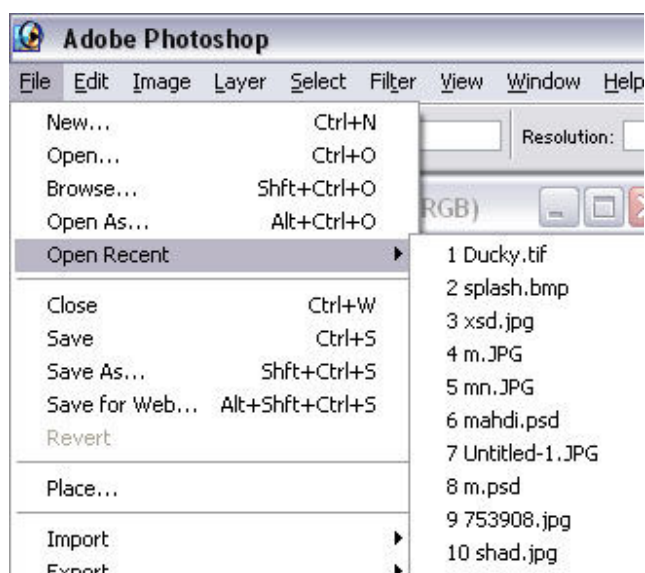 Adobe Photoshop
File Edit Image Layer Select Filter View Window Help
New... Ctrl+N
Open... Ctrl+O
Browse... Shft+Ctrl+O
Open As... Alt+Ctrl+O
Open Recent
Close Ctrl+W
Save Ctrl+S
Save As... Shft+Ctrl+S
Save for Web... Alt+Shft+Ctrl+S
Revert
Place...
Import
Export
Resolution:
RGB)
1 Ducky.tif
2 splash.bmp
3 xsd.jpg
4 m.JPG
5 mn.JPG
6 mahdi.psd
7 Untitled-1.JPG
8 m.psd
9 753908.jpg
10 shad.jpg